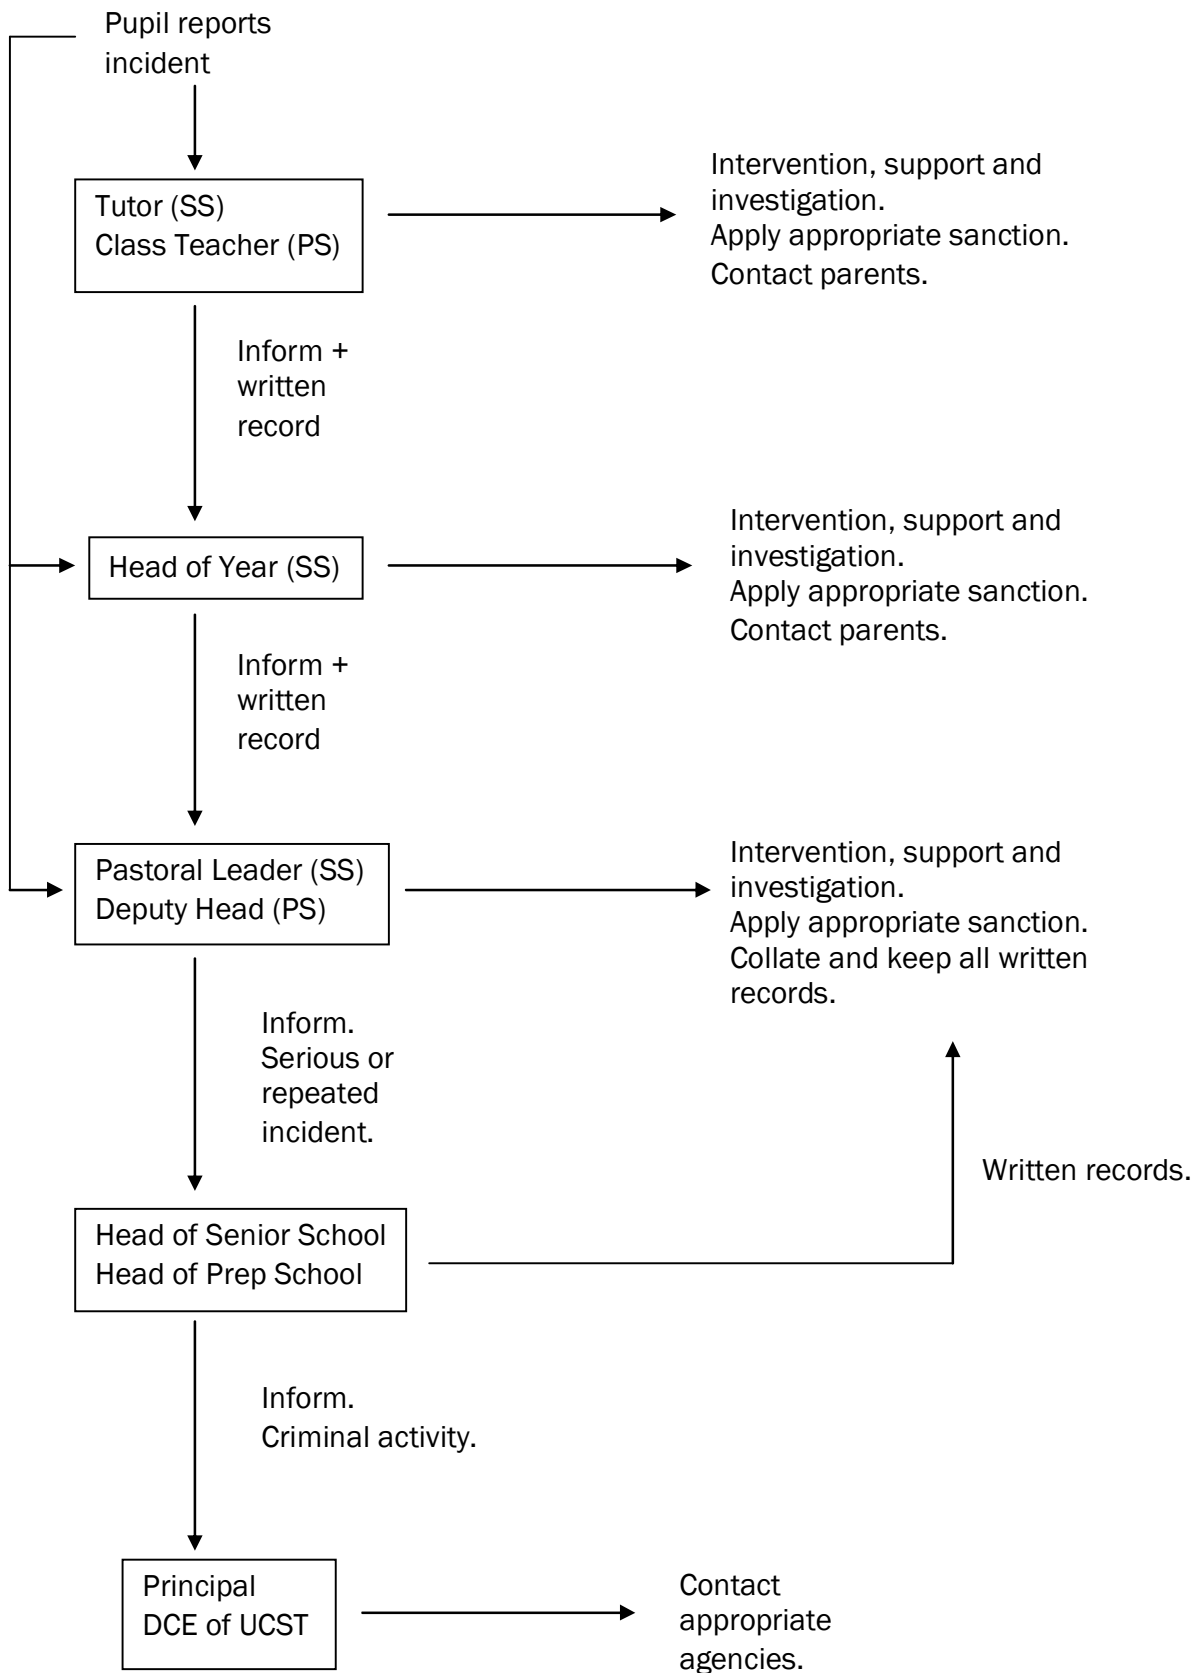 Pupil reports
incident
Tutor (SS)
Class Teacher (PS)
Intervention, support and
investigation.
Apply appropriate sanction.
Contact parents.
Inform +
written
record
Head of Year (SS)
Intervention, support and
investigation.
Apply appropriate sanction.
Contact parents.
Inform +
written
record
Pastoral Leader (SS)
Deputy Head (PS)
Intervention, support and
investigation.
Apply appropriate sanction.
Collate and keep all written
records.
Inform.
Serious or
repeated
incident.
Written records.
Head of Senior School
Head of Prep School
Inform.
Criminal activity.
Principal
DCE of UCST
Contact
appropriate
agencies.